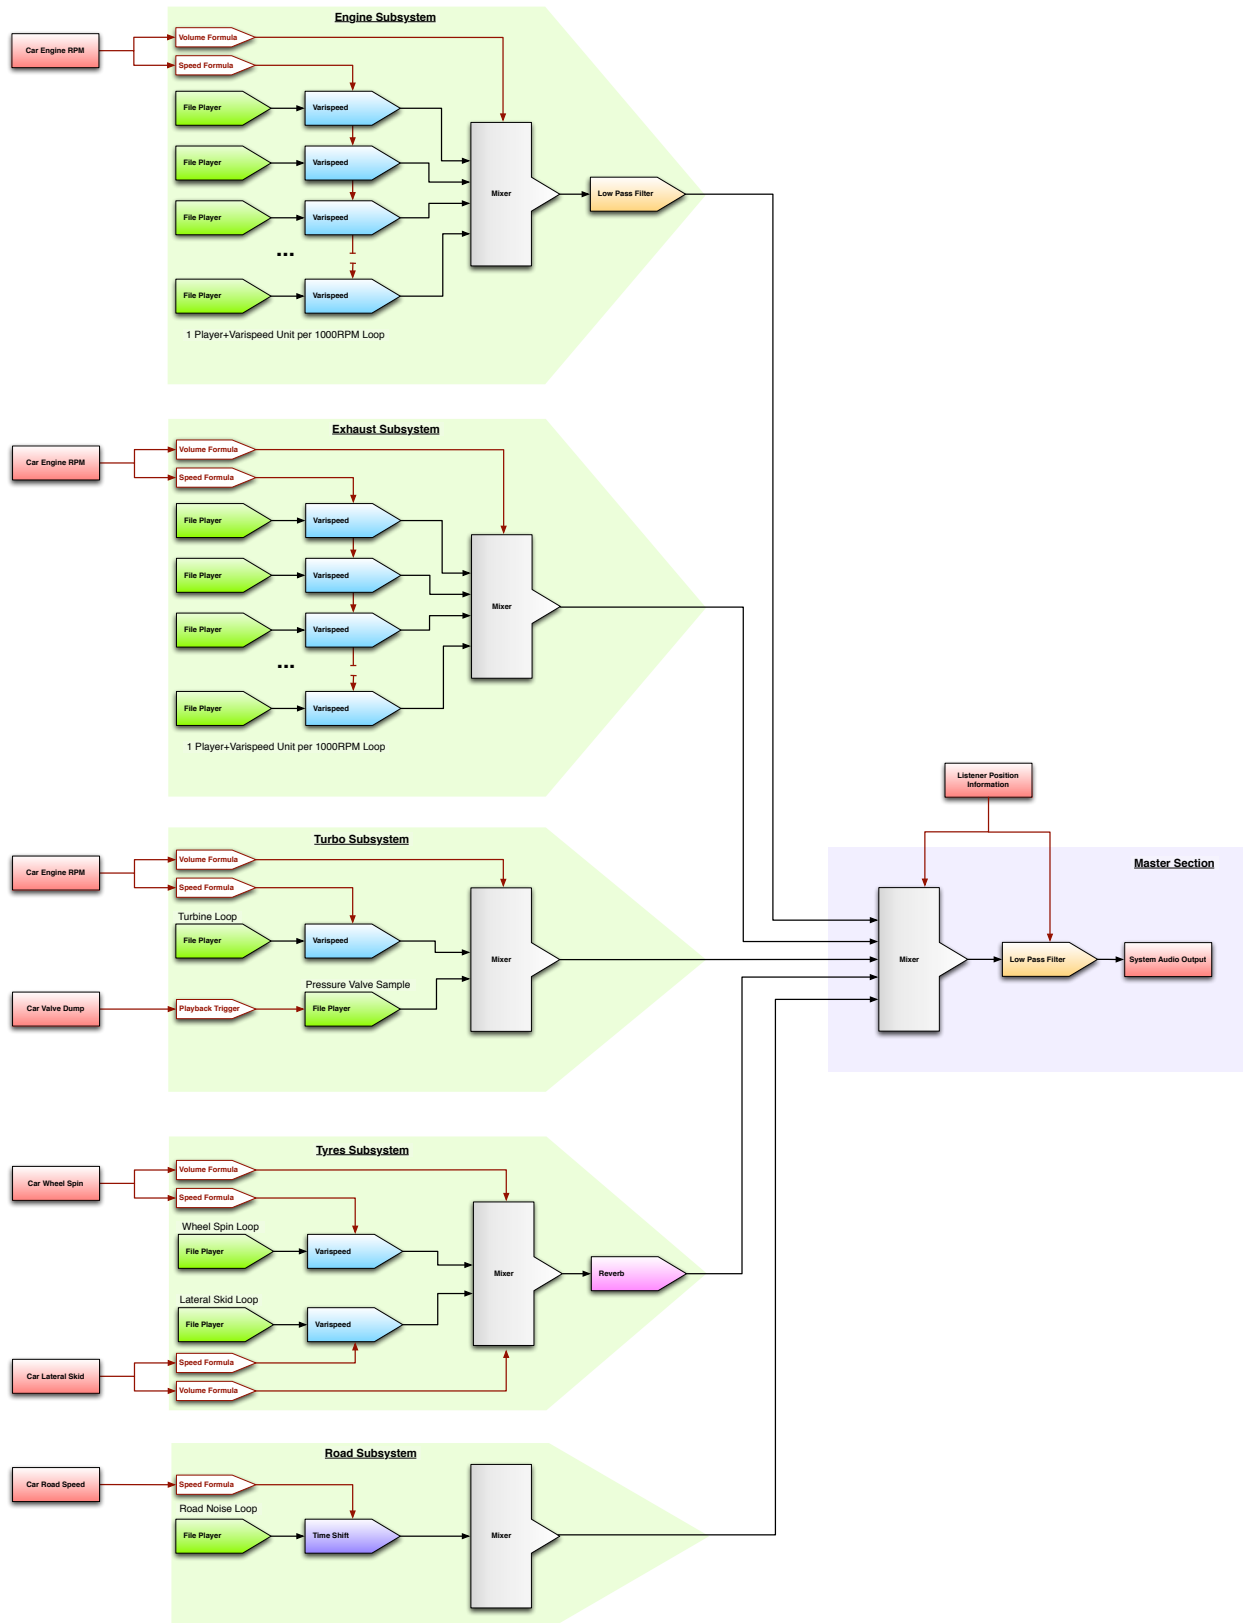 Engine Subsystem
Car Engine RPM
Volume Formula
Speed Formula
File Player
Varispeed
File Player
Varispeed
Mixer
Low Pass Filter
File Player
Varispeed
...
File Player
Varispeed
1 Player+Varispeed Unit per 1000RPM Loop
Exhaust Subsystem
Car Engine RPM
Volume Formula
Speed Formula
File Player
Varispeed
File Player
Varispeed
Mixer
File Player
Varispeed
...
File Player
Varispeed
1 Player+Varispeed Unit per 1000RPM Loop
Turbo Subsystem
Car Engine RPM
Volume Formula
Speed Formula
Turbine Loop
File Player
Varispeed
Mixer
Pressure Valve Sample
Car Valve Dump
Playback Trigger
File Player
Listener Position
Information
Master Section
Mixer
Low Pass Filter
System Audio Output
Tyres Subsystem
Car Wheel Spin
Volume Formula
Speed Formula
Wheel Spin Loop
File Player
Varispeed
Mixer
Reverb
Lateral Skid Loop
File Player
Varispeed
Car Lateral Skid
Speed Formula
Volume Formula
Road Subsystem
Car Road Speed
Speed Formula
Road Noise Loop
File Player
Time Shift
Mixer